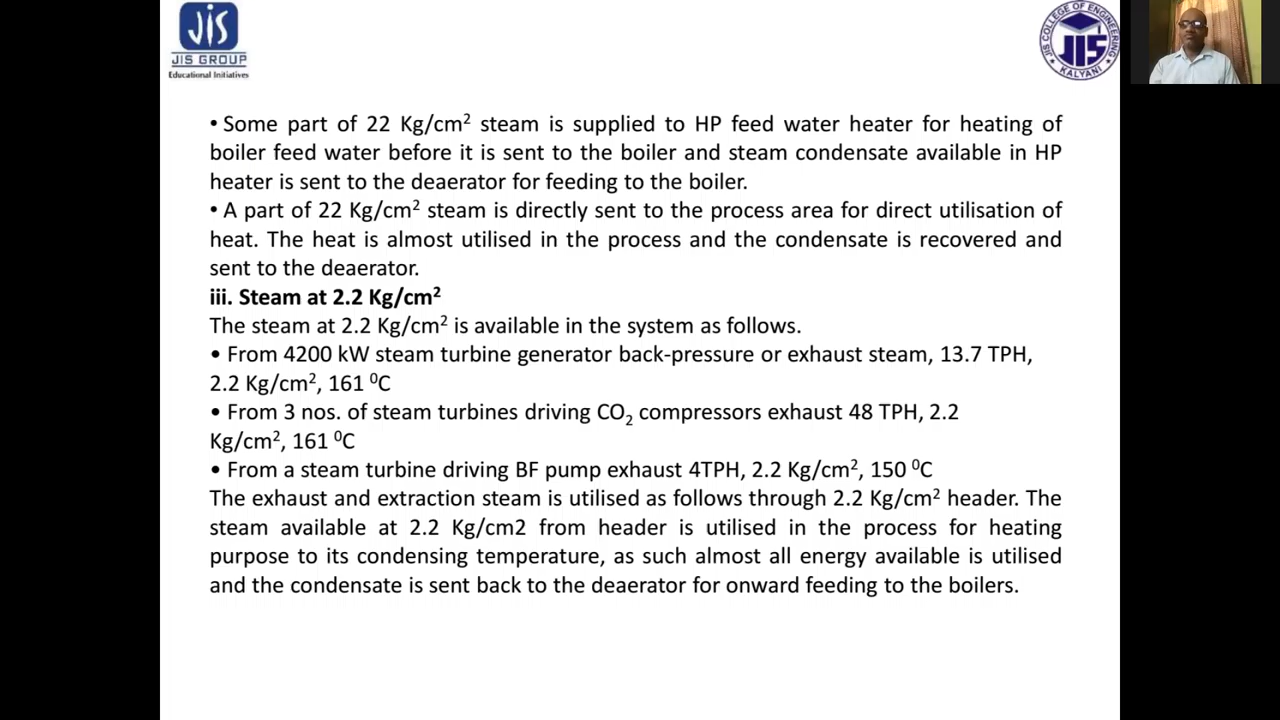 JIS
JIS GROUP
Educational Initiatives
JIS COLLEGE OF ENGINEERING
JIS
KALYANI
• Some part of 22 Kg/cm² steam is supplied to HP feed water heater for heating of
boiler feed water before it is sent to the boiler and steam condensate available in HP
heater is sent to the deaerator for feeding to the boiler.
• A part of 22 Kg/cm² steam is directly sent to the process area for direct utilisation of
heat. The heat is almost utilised in the process and the condensate is recovered and
sent to the deaerator.
iii. Steam at 2.2 Kg/cm²
The steam at 2.2 Kg/cm² is available in the system as follows.
• From 4200 kW steam turbine generator back-pressure or exhaust steam, 13.7 TPH,
2.2 Kg/cm², 161 ⁰C
• From 3 nos. of steam turbines driving CO₂ compressors exhaust 48 TPH, 2.2
Kg/cm², 161 ⁰C
• From a steam turbine driving BF pump exhaust 4TPH, 2.2 Kg/cm², 150 ⁰C
The exhaust and extraction steam is utilised as follows through 2.2 Kg/cm² header. The
steam available at 2.2 Kg/cm2 from header is utilised in the process for heating
purpose to its condensing temperature, as such almost all energy available is utilised
and the condensate is sent back to the deaerator for onward feeding to the boilers.